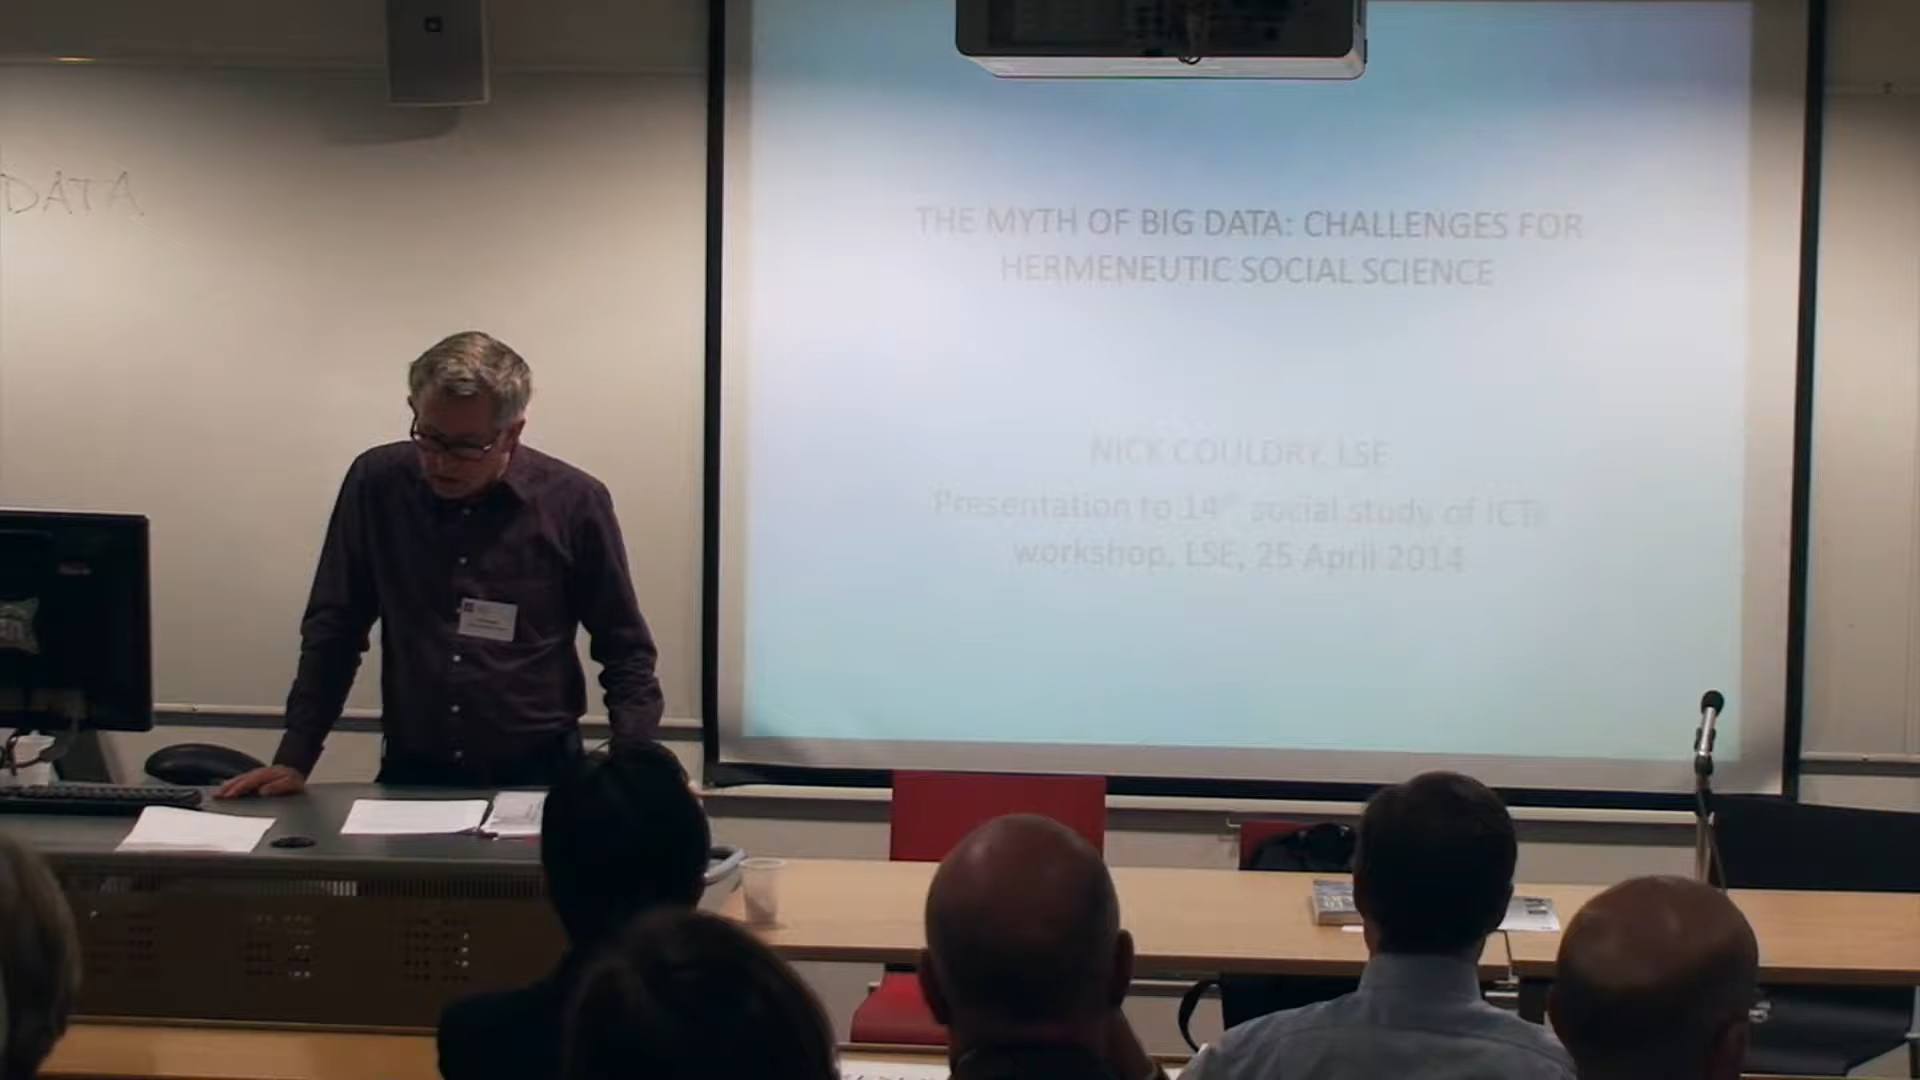 DATA
THE MYTH OF BIG DATA: CHALLENGES FOR
HERMENEUTIC SOCIAL SCIENCE
NICK COULDRY, LSE
Presentation to 14th social study of ICTs
workshop, LSE, 25 April 2014